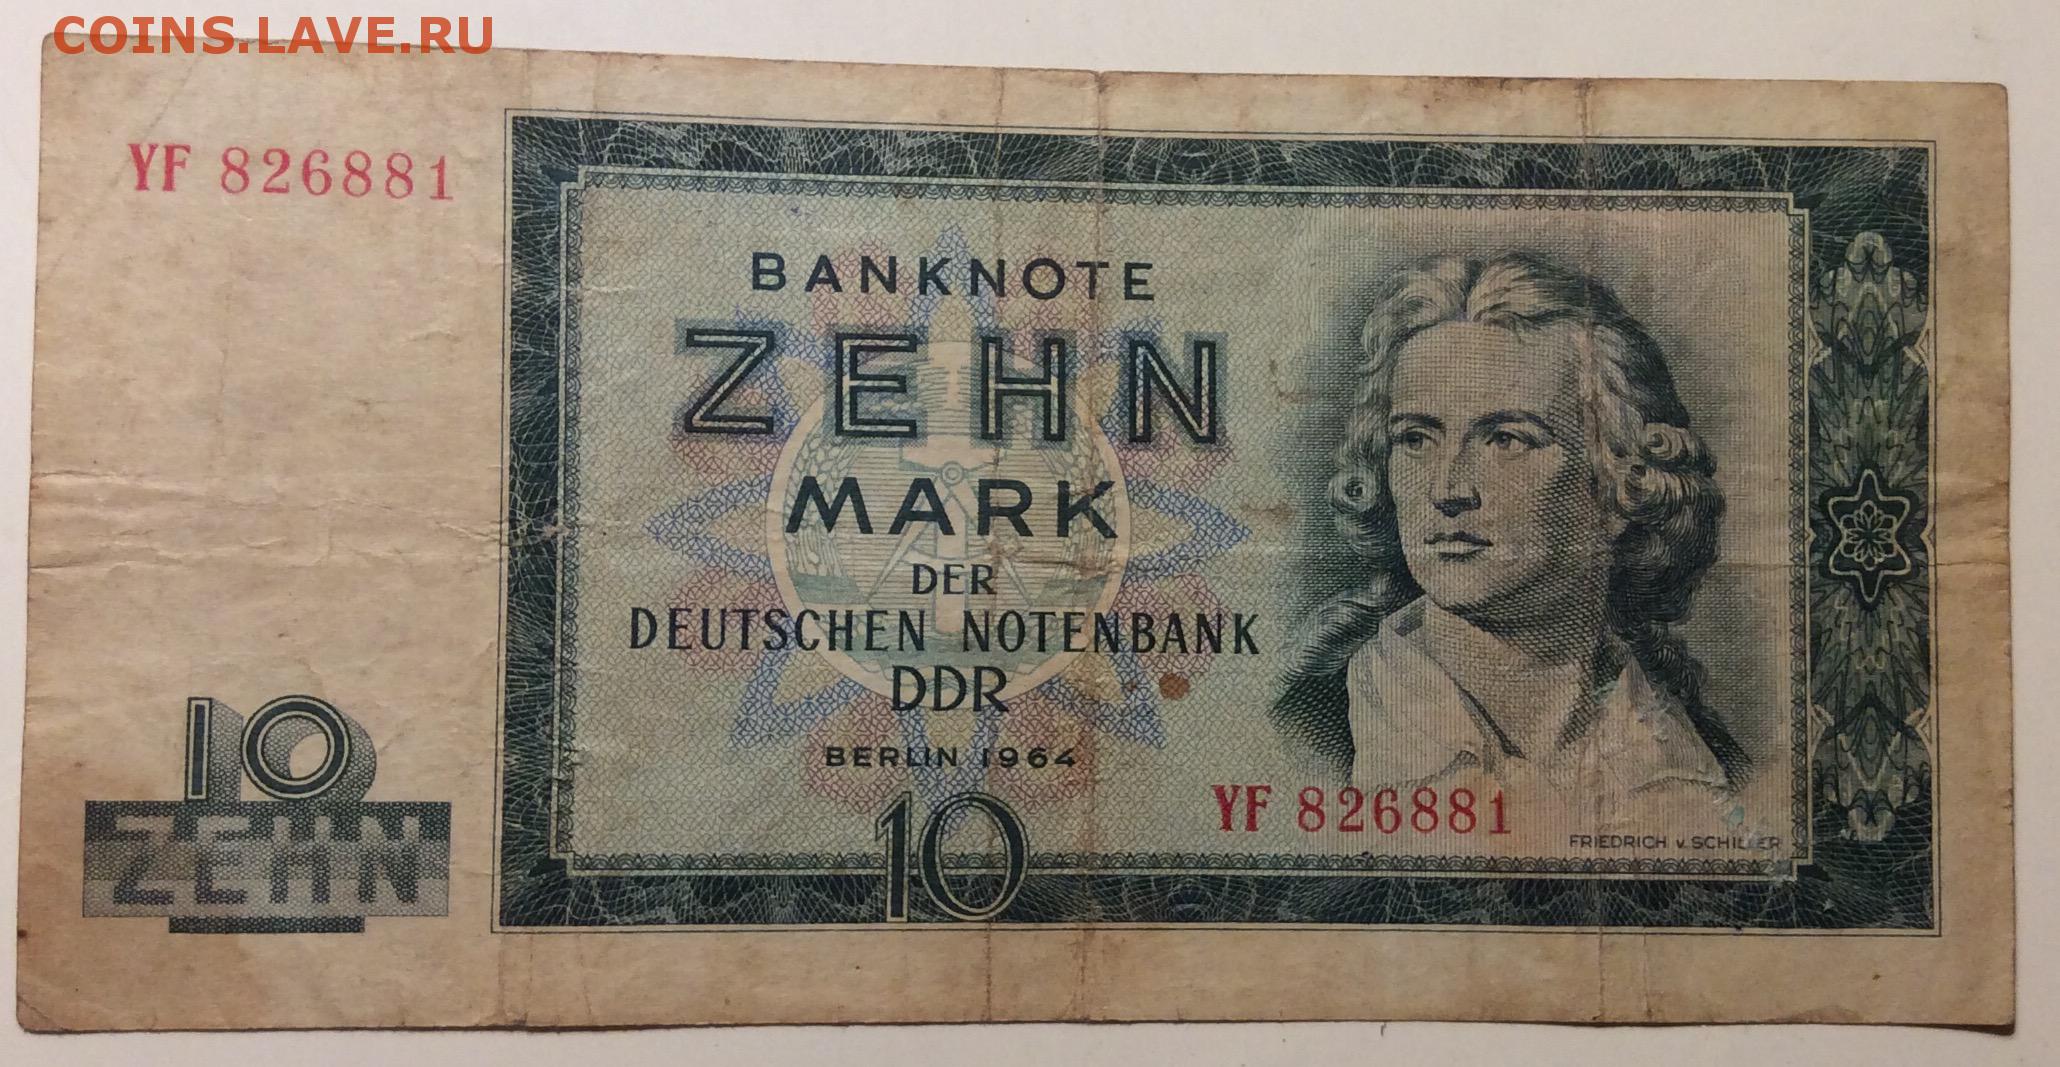 COINS.LAVE.RU
YF 826881
BANKNOTE
ZEHN
MARK
DER
DEUTSCHEN NOTENBANK
DDR
BERLIN 1964
10
YF 826881
FRIEDRICH v. SCHILLER
10
ZEHN